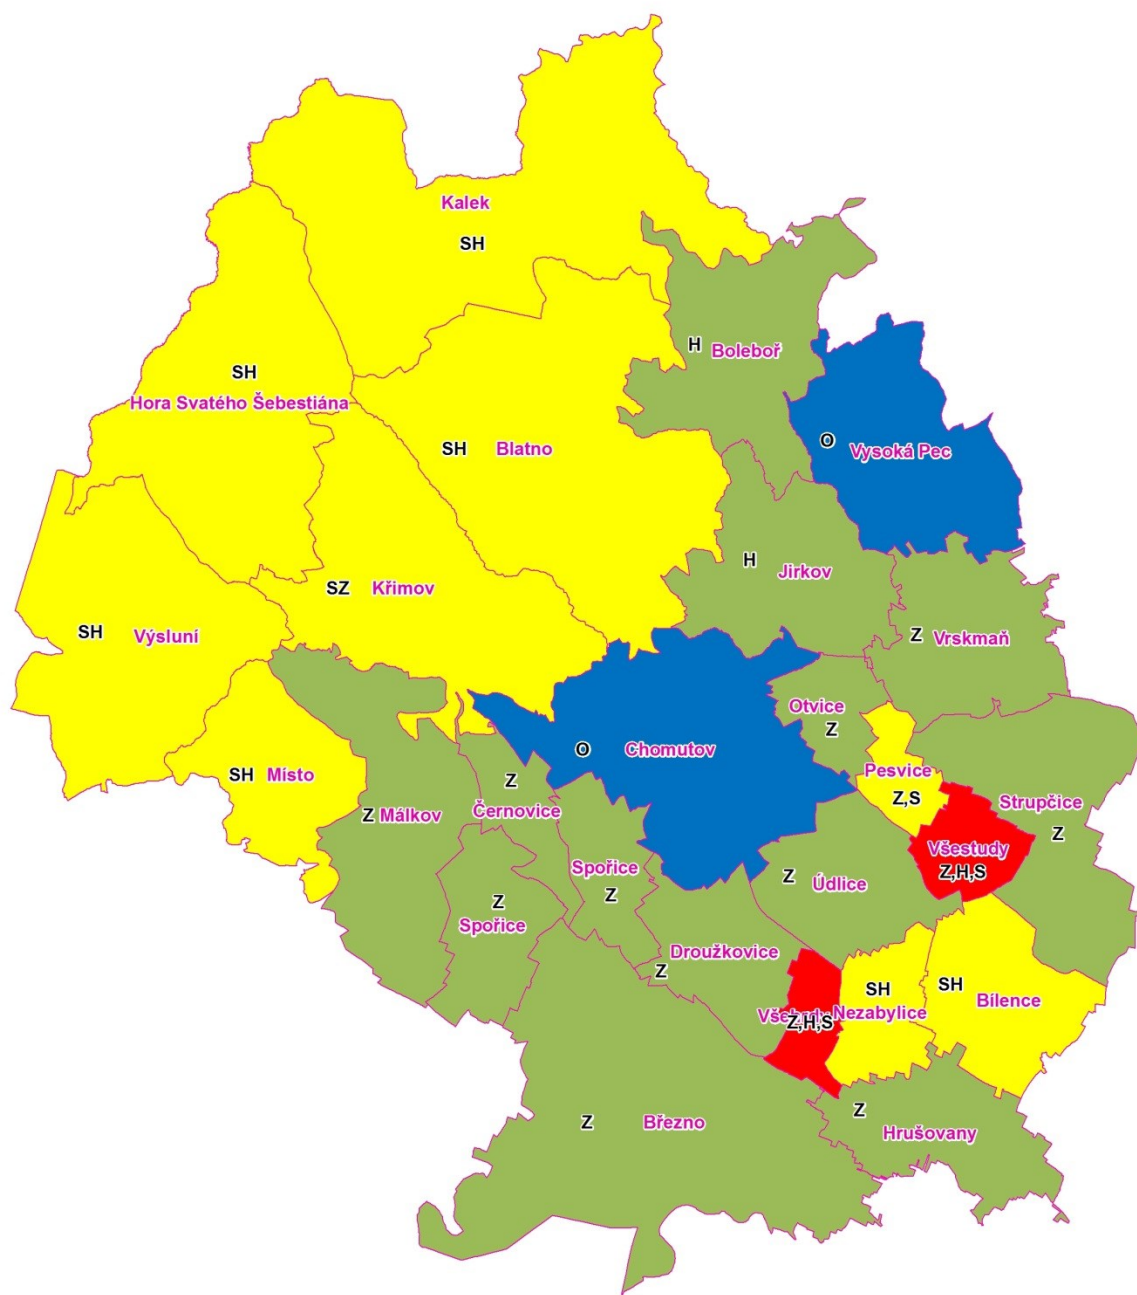 Kalek
SH
H
Boleboř
SH
Hora Svatého Šebestiána
O
Vysoká Pec
SH
Blatno
H
Jirkov
SZ
Křimov
SH
Výsluní
Z
Vrskmaň
Otvice
Z
O
Chomutov
SH
Místo
Pesvice
Z,S
Z
Černovice
Strupčice
Z
Z
Málkov
Všestudy
Z,H,S
Spořice
Z
Z
Údlice
Z
Spořice
Droužkovice
Z
SH
Nezabylice
SH
Bílence
Z,H,S
Z
Březno
Z
Hrušovany